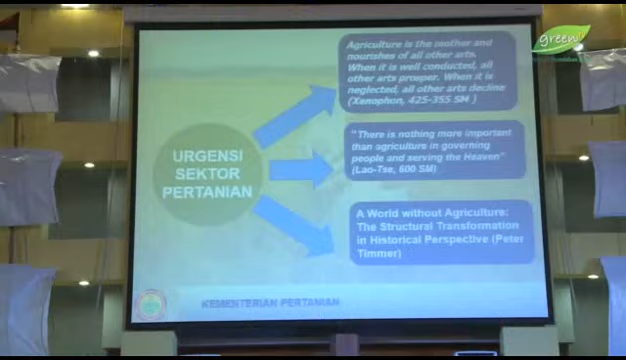 green
Agriculture is the mother and
nourishes of all other arts.
When it is well conducted, all
other arts prosper. When it is
neglected, all other arts decline
(Xenophon, 425-355 SM )
"There is nothing more important
than agriculture in governing
people and serving the Heaven"
(Lao-Tse, 600 SM)
URGENSI
SEKTOR
PERTANIAN
A World without Agriculture:
The Structural Transformation
in Historical Perspective (Peter
Timmer)
KEMENTERIAN PERTANIAN